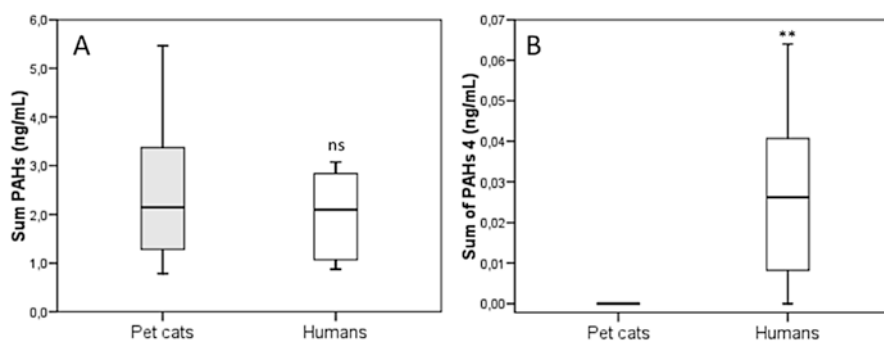 A
Sum PAHs (ng/mL)
6,0
5,0
4,0
3,0
2,0
1,0
0,0
ns
Pet cats
Humans
B
Sum of PAHs 4 (ng/mL)
0,07
0,06
0,05
0,04
0,03
0,02
0,01
0,00
**
Pet cats
Humans